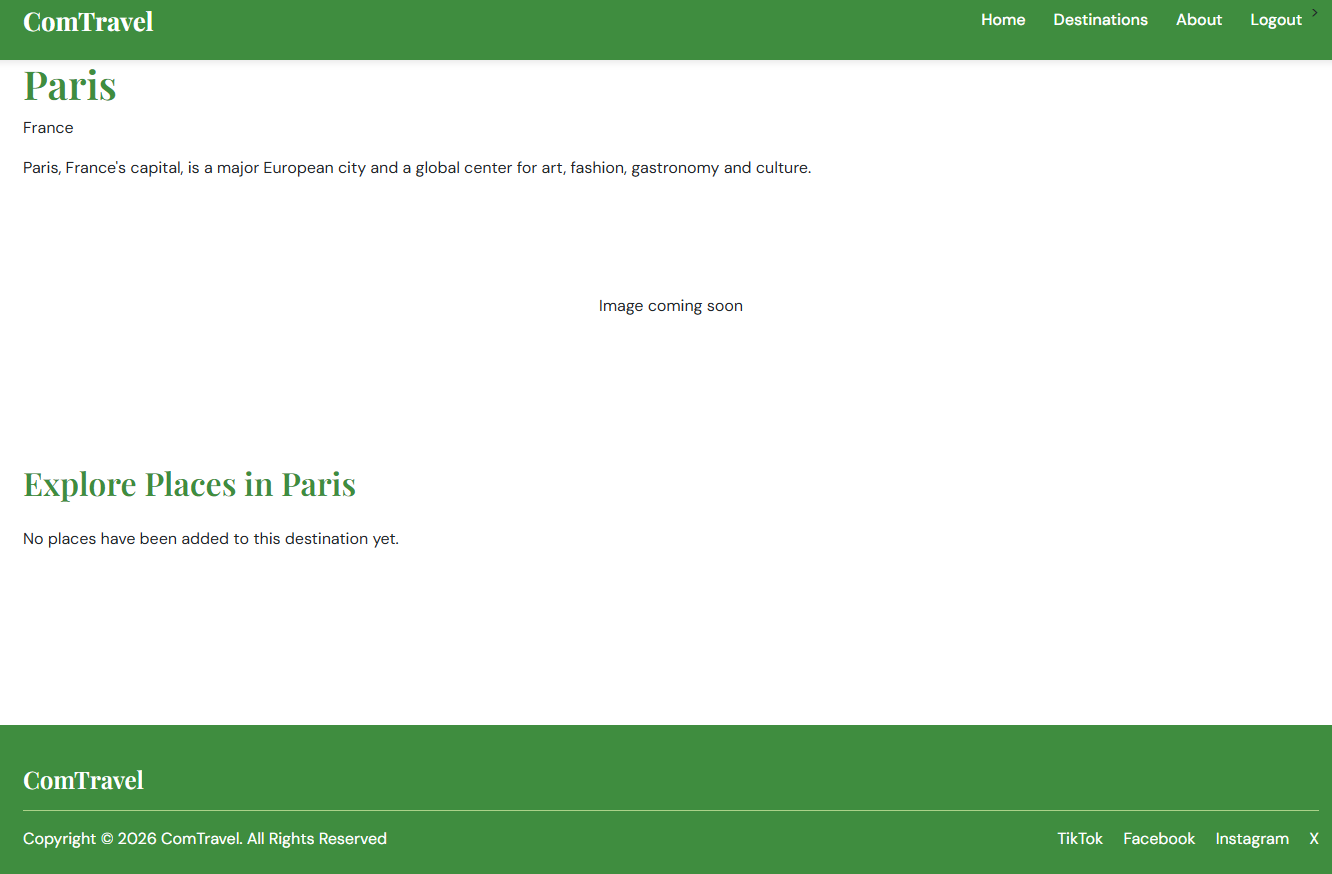 ComTravel
Home Destinations About Logout >
Paris
France
Paris, France's capital, is a major European city and a global center for art, fashion, gastronomy and culture.
Image coming soon
Explore Places in Paris
No places have been added to this destination yet.
ComTravel
Copyright © 2026 ComTravel. All Rights Reserved
TikTok Facebook Instagram X